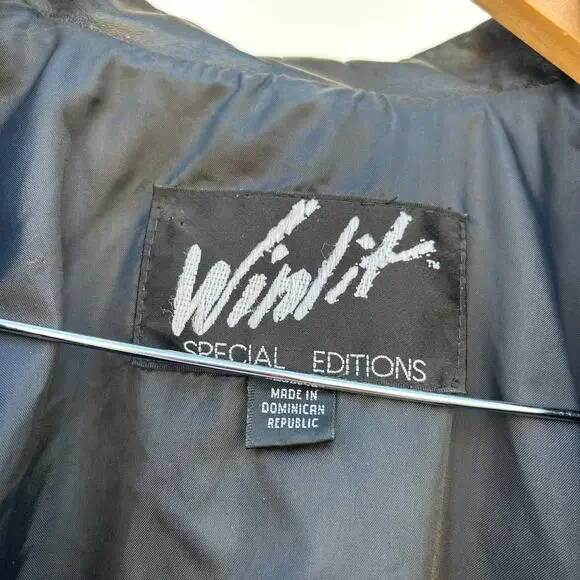 Winlit™
SPECIAL EDITIONS
MADE IN
DOMINICAN
REPUBLIC